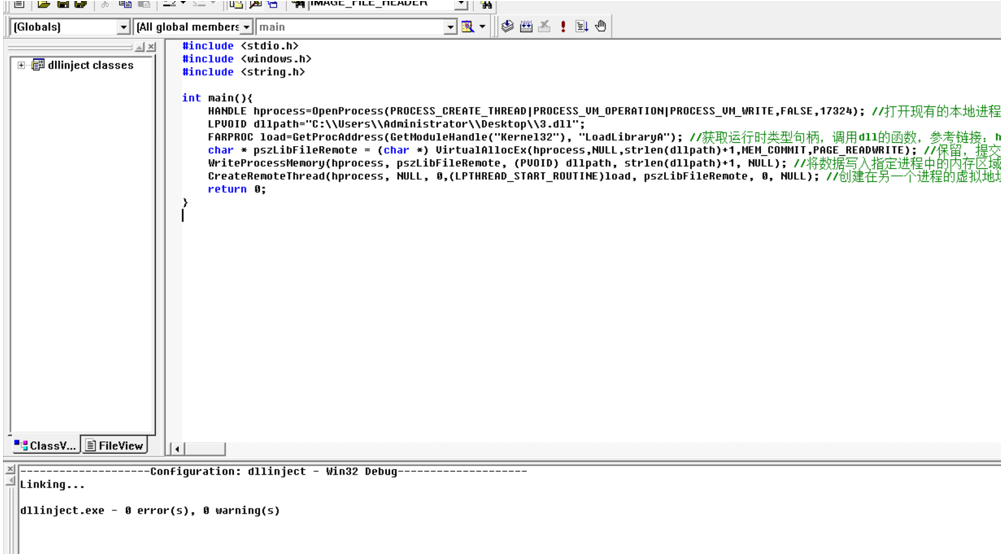 IMAGE_FILE_HEADER
(Globals) (All global members main
dllinject classes
#include <stdio.h>
#include <windows.h>
#include <string.h>
int main(){
HANDLE hprocess=OpenProcess(PROCESS_CREATE_THREAD|PROCESS_VM_OPERATION|PROCESS_VM_WRITE,FALSE,17324); //打开现有的本地进程
LPVOID dllpath="C:\\Users\\Administrator\\Desktop\\3.dll";
FARPROC load=GetProcAddress(GetModuleHandle("Kernel32"), "LoadLibraryA"); //获取运行时类型句柄，调用dll的函数，参考链接：h
char * pszLibFileRemote = (char *) VirtualAllocEx(hprocess,NULL,strlen(dllpath)+1,MEM_COMMIT,PAGE_READWRITE); //保留，提交
WriteProcessMemory(hprocess, pszLibFileRemote, (PVOID) dllpath, strlen(dllpath)+1, NULL); //将数据写入指定进程中的内存区域
CreateRemoteThread(hprocess, NULL, 0,(LPTHREAD_START_ROUTINE)load, pszLibFileRemote, 0, NULL); //创建在另一个进程的虚拟地址
return 0;
}
ClassV... FileView
--------------------Configuration: dllinject - Win32 Debug--------------------
Linking...
dllinject.exe - 0 error(s), 0 warning(s)